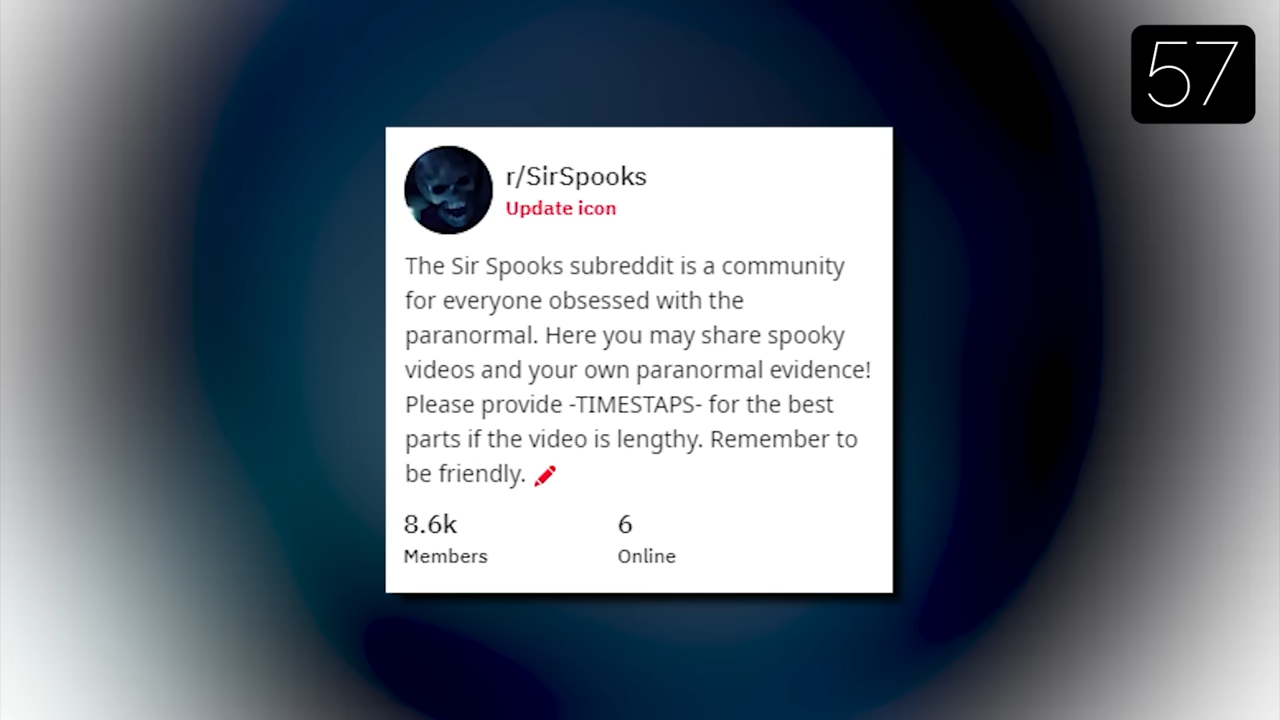 57
r/SirSpooks
Update icon
The Sir Spooks subreddit is a community
for everyone obsessed with the
paranormal. Here you may share spooky
videos and your own paranormal evidence!
Please provide -TIMESTAPS- for the best
parts if the video is lengthy. Remember to
be friendly.
8.6k 6
Members Online